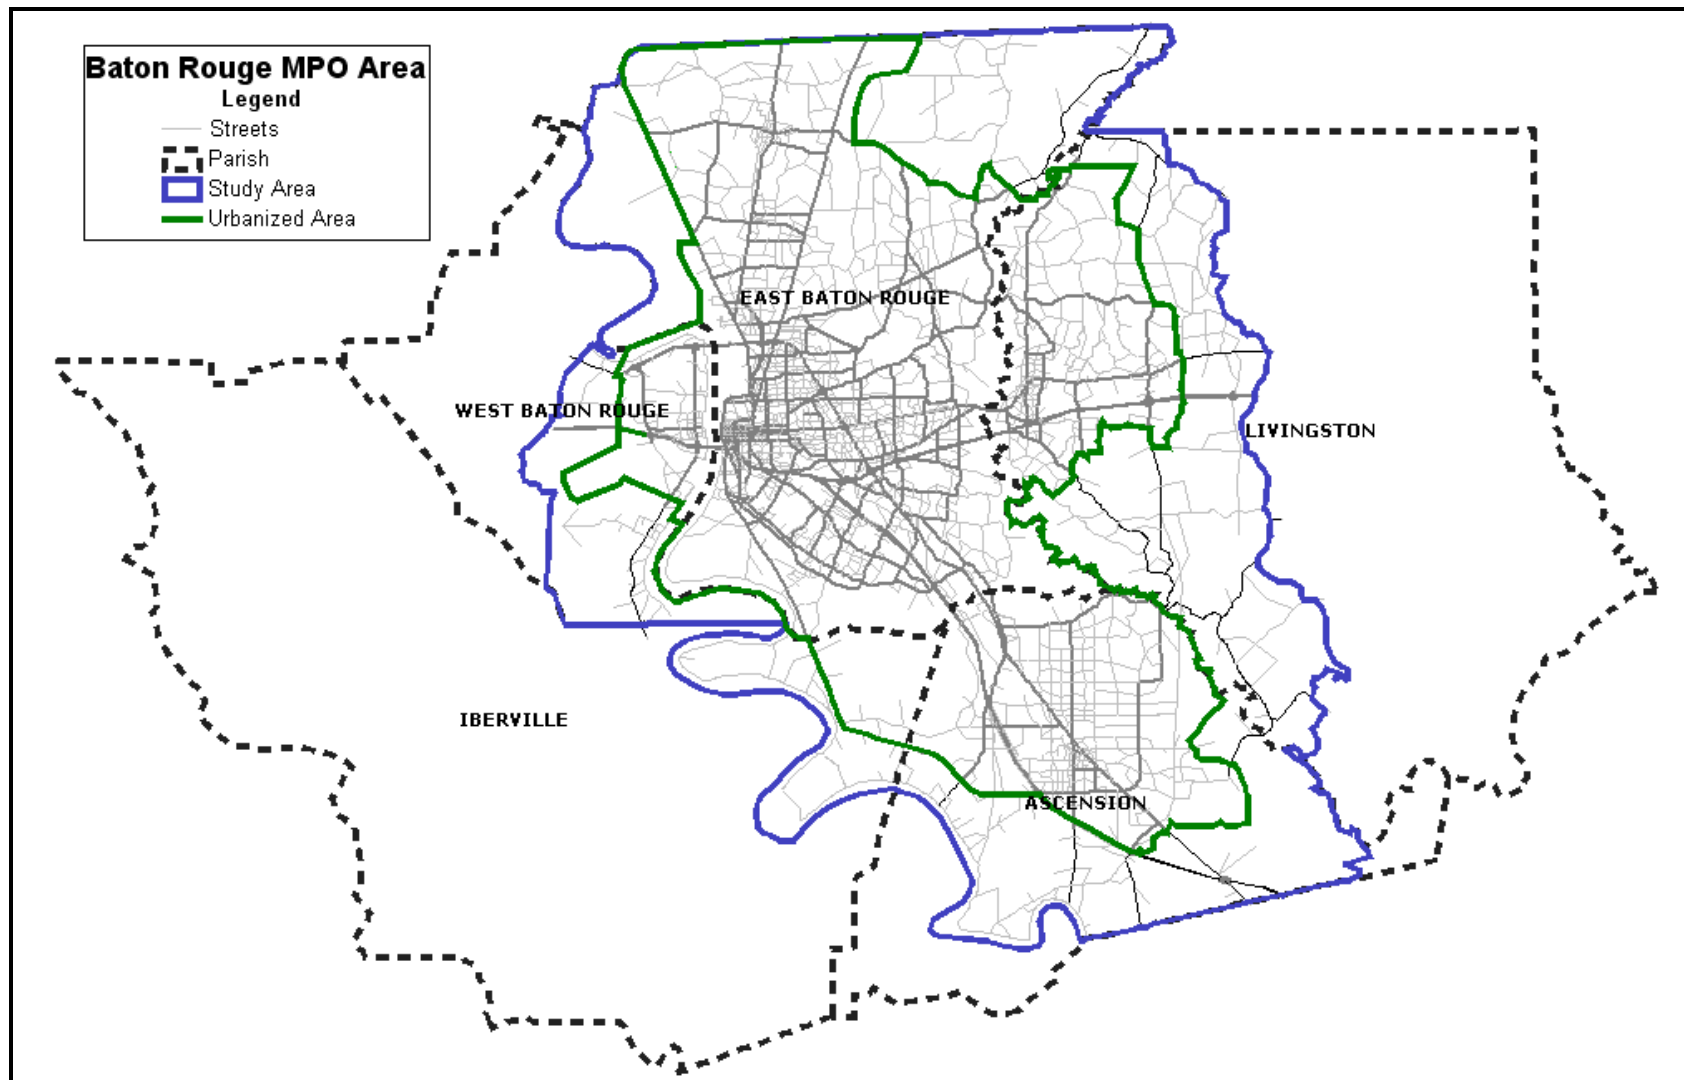 Baton Rouge MPO Area
Legend
Streets
Parish
Study Area
Urbanized Area
EAST BATON ROUGE
WEST BATON ROUGE
LIVINGSTON
IBERVILLE
ASCENSION